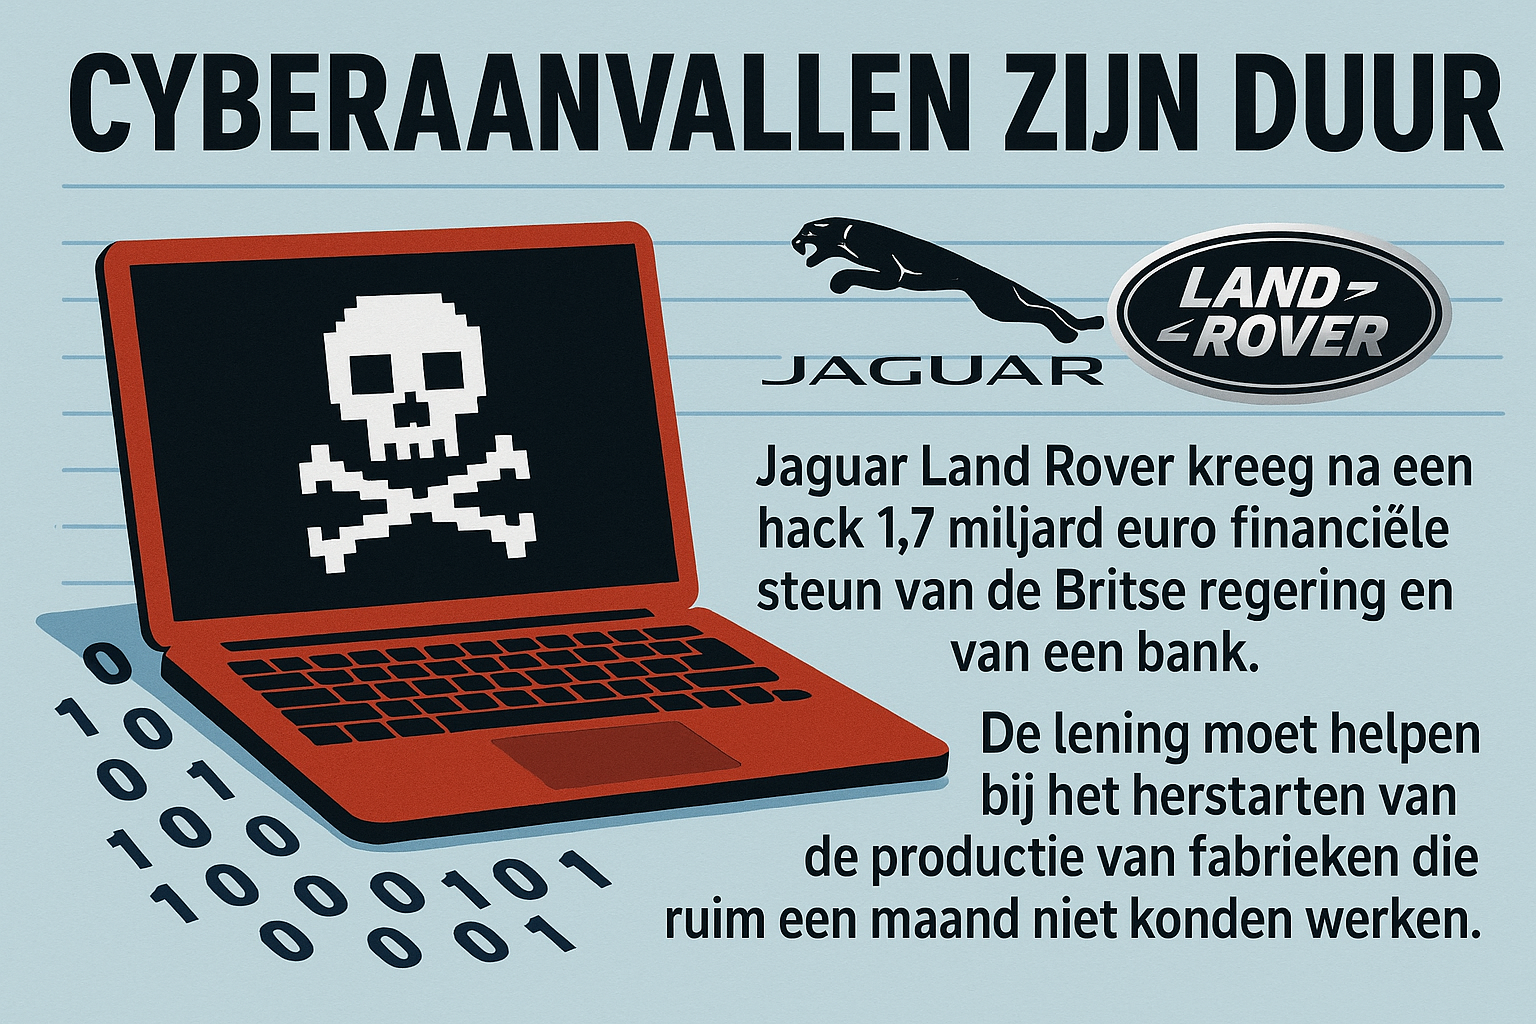 CYBERAANVALLEN ZIJN DUUR
JAGUAR
LAND
ROVER
Jaguar Land Rover kreeg na een
hack 1,7 miljard euro financiële
steun van de Britse regering en
van een bank.
De lening moet helpen
bij het herstarten van
de productie van fabrieken die
ruim een maand niet konden werken.
0
1 0
0 1
1 0 0
1 0 0 0 1 0 1
0 0 0 1